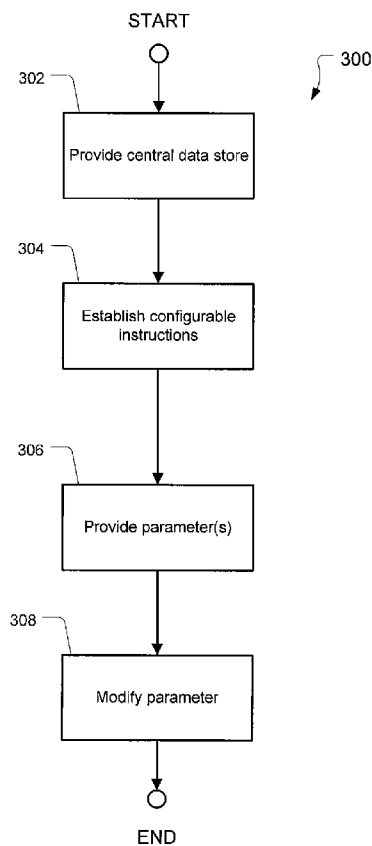 START
300
302
Provide central data store
304
Establish configurable
instructions
306
Provide parameter(s)
308
Modify parameter
END